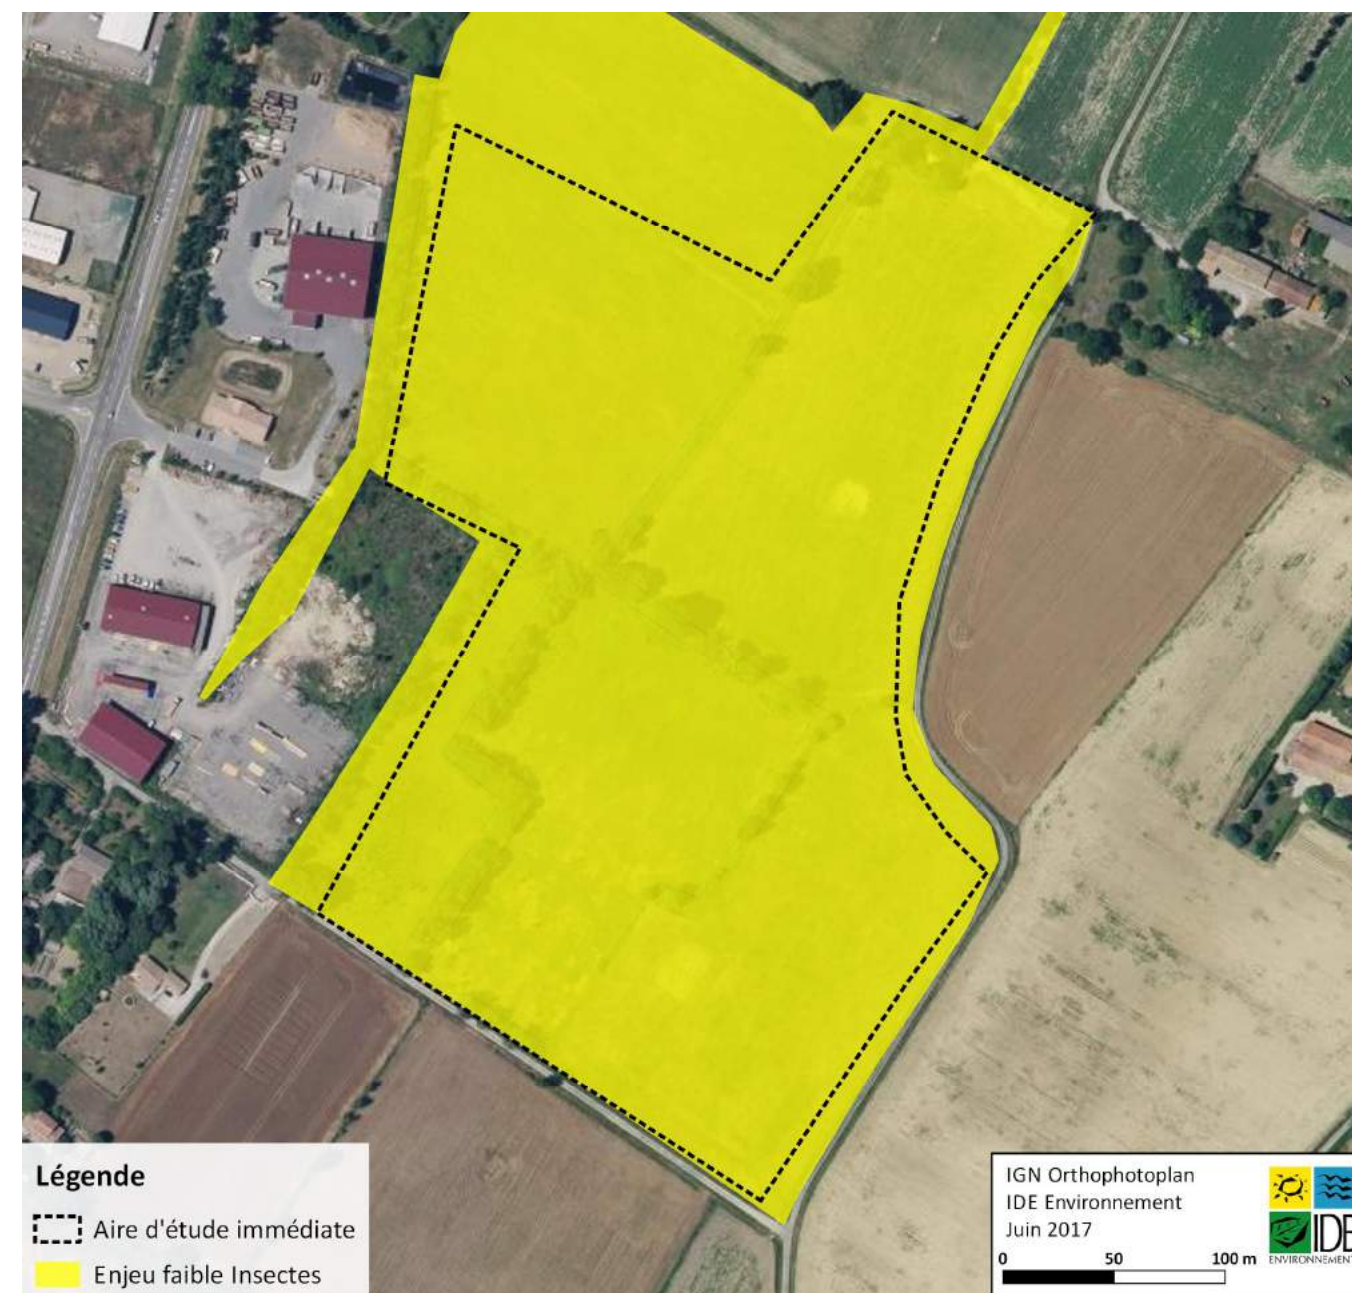 Légende
Aire d'étude immédiate
Enjeu faible Insectes
IGN Orthophotoplan
IDE Environnement
Juin 2017
0 50 100 m
IDE
ENVIRONNEMENT